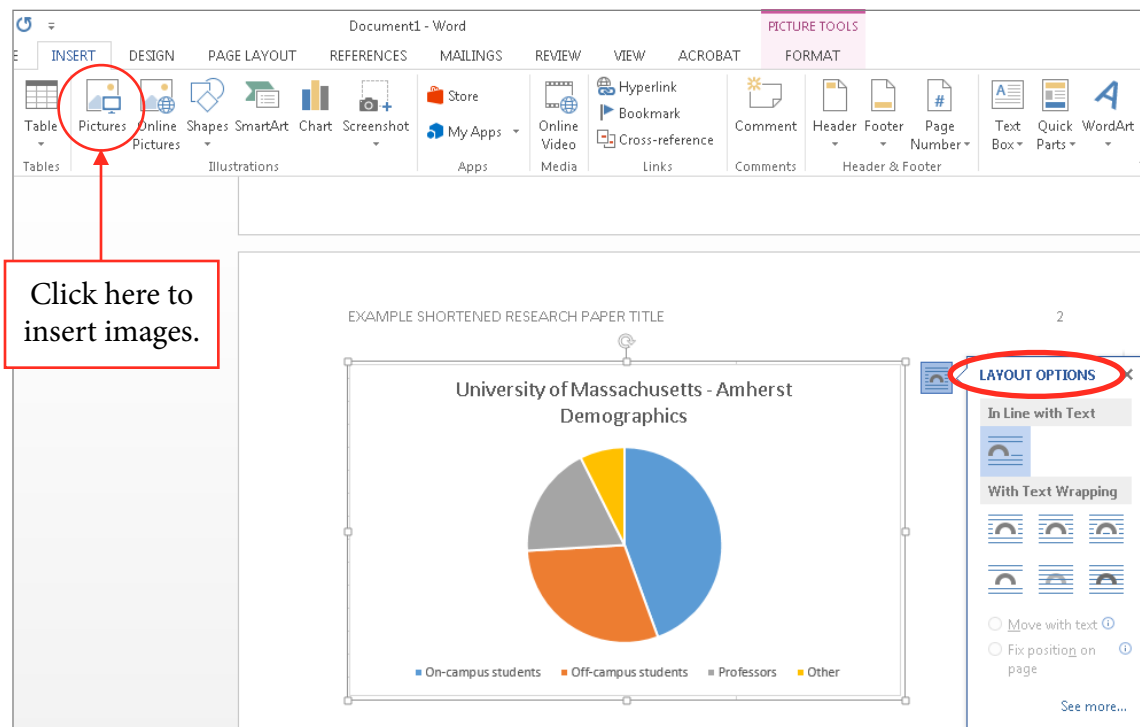 Document1 - Word
PICTURE TOOLS
E INSERT DESIGN PAGE LAYOUT REFERENCES MAILINGS REVIEW VIEW ACROBAT FORMAT
Table
Pictures
Online
Pictures
Shapes
SmartArt
Chart
Screenshot
Store
My Apps
Online
Video
Hyperlink
Bookmark
Cross-reference
Comment
Header
Footer
#
Page
Number
A
Text
Box
Quick
Parts
A
WordArt
Tables
Illustrations
Apps
Media
Links
Comments
Header & Footer
Click here to
insert images.
EXAMPLE SHORTENED RESEARCH PAPER TITLE
2
University of Massachusetts - Amherst
Demographics
On-campus students Off-campus students Professors Other
LAYOUT OPTIONS
In Line with Text
With Text Wrapping
Move with text
Fix position on
page
See more...